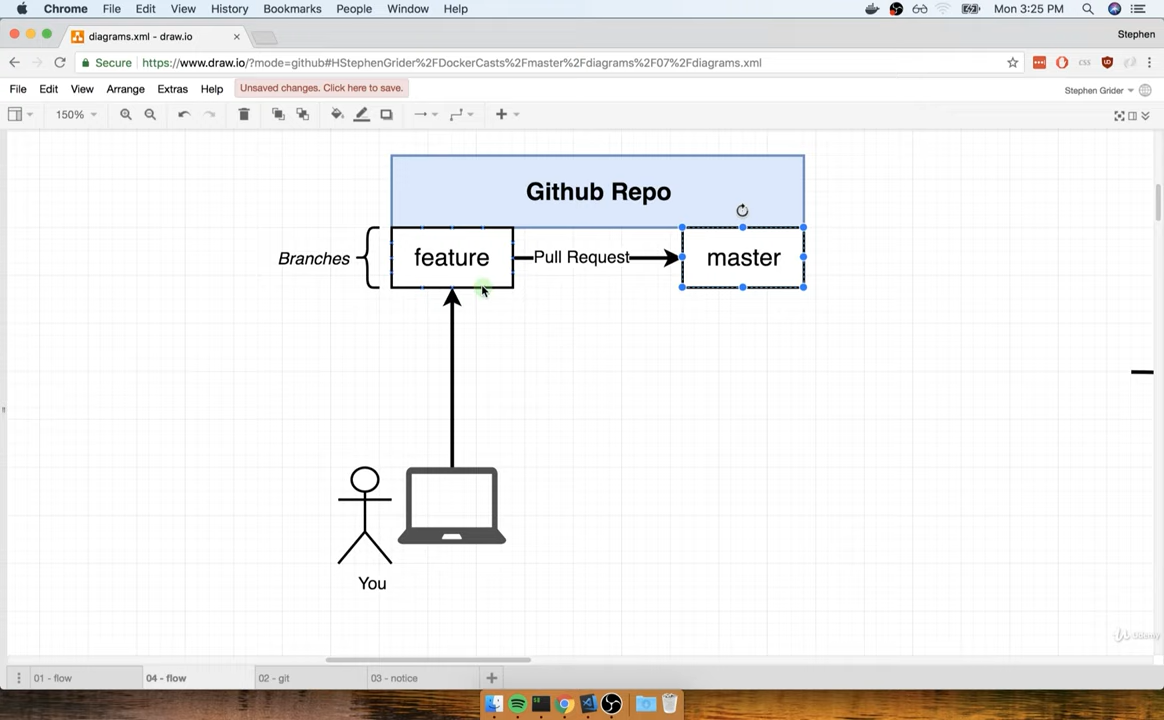 Chrome File Edit View History Bookmarks People Window Help Mon 3:25 PM
diagrams.xml - draw.io Stephen
Secure https://www.draw.io/?mode=github#HStephenGrider%2FDockerCasts%2Fmaster%2Fdiagrams%2F07%2Fdiagrams.xml
File Edit View Arrange Extras Help Unsaved changes. Click here to save. Stephen Grider
150%
Github Repo
Branches feature Pull Request master
You
Udemy
01 - flow 04 - flow 02 - git 03 - notice